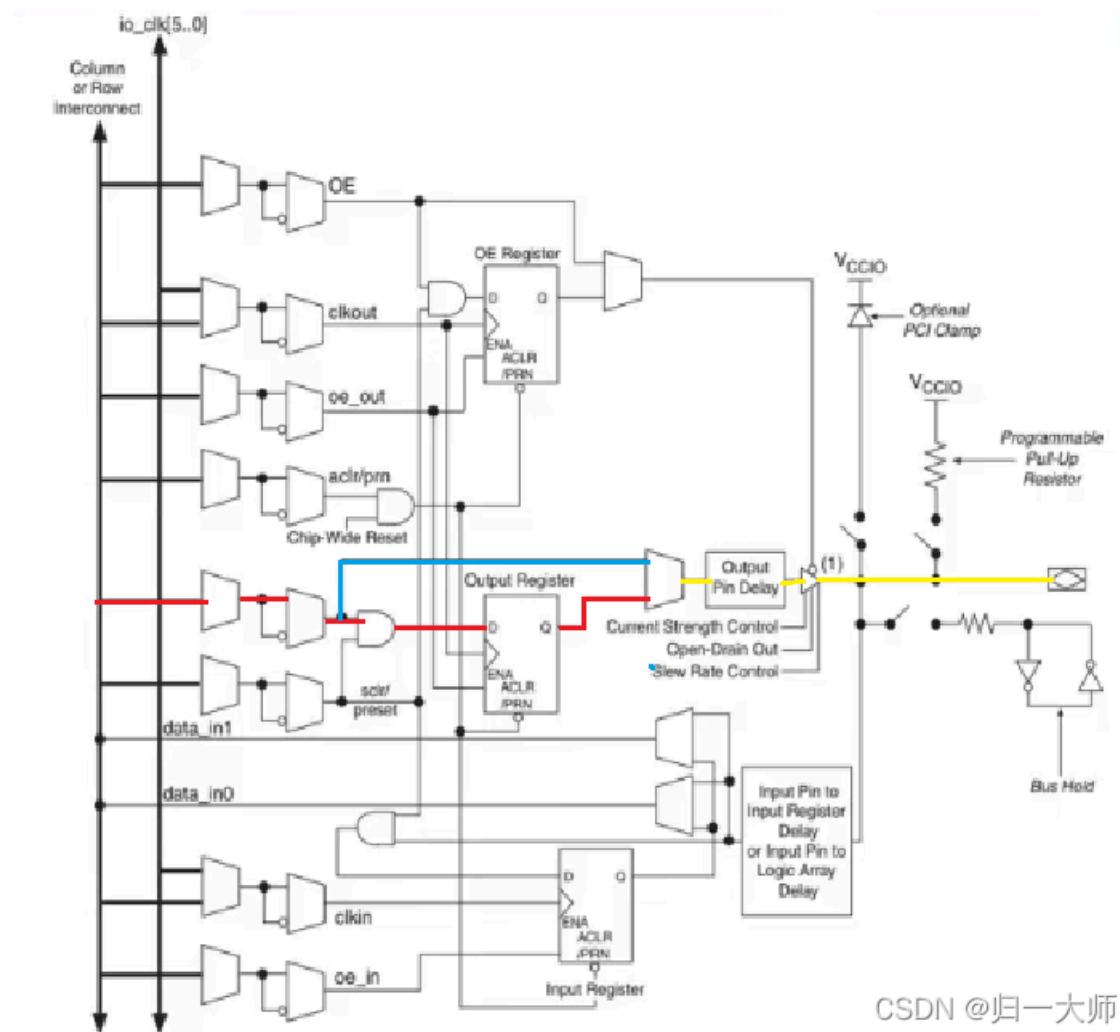 io_clk[5..0]
Column
or Row
Interconnect
OE
OE Register
D
Q
ENA
ACLR
/PRN
clkout
oe_out
aclr/prn
Chip-Wide Reset
VCCIO
Optional
PCI Clamp
VCCIO
Programmable
Pull-Up
Resistor
Output Register
D
Q
ENA
ACLR
/PRN
Output
Pin Delay
(1)
Current Strength Control
Open-Drain Out
Slew Rate Control
sclr/
preset
data_in1
data_in0
Bus Hold
Input Pin to
Input Register
Delay
or Input Pin to
Logic Array
Delay
D
Q
ENA
ACLR
/PRN
clkin
oe_in
Input Register
CSDN @归一大师